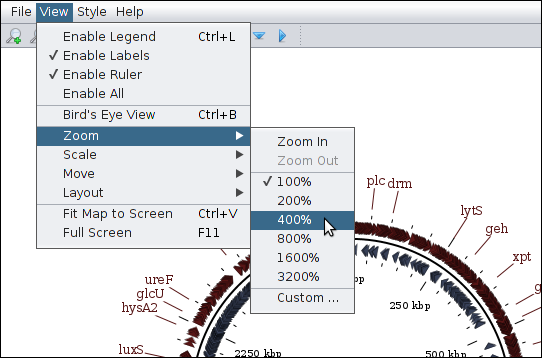 File View Style Help
Enable Legend Ctrl+L
Enable Labels
Enable Ruler
Enable All
Bird's Eye View Ctrl+B
Zoom
Scale
Move
Layout
Fit Map to Screen Ctrl+V
Full Screen F11
Zoom In
Zoom Out
100%
200%
400%
800%
1600%
3200%
Custom ...
plc
drm
lytS
geh
xpt
g
ureF
glcU
hysA2
luxS
250 kbp
500 kbp
2250 kbp